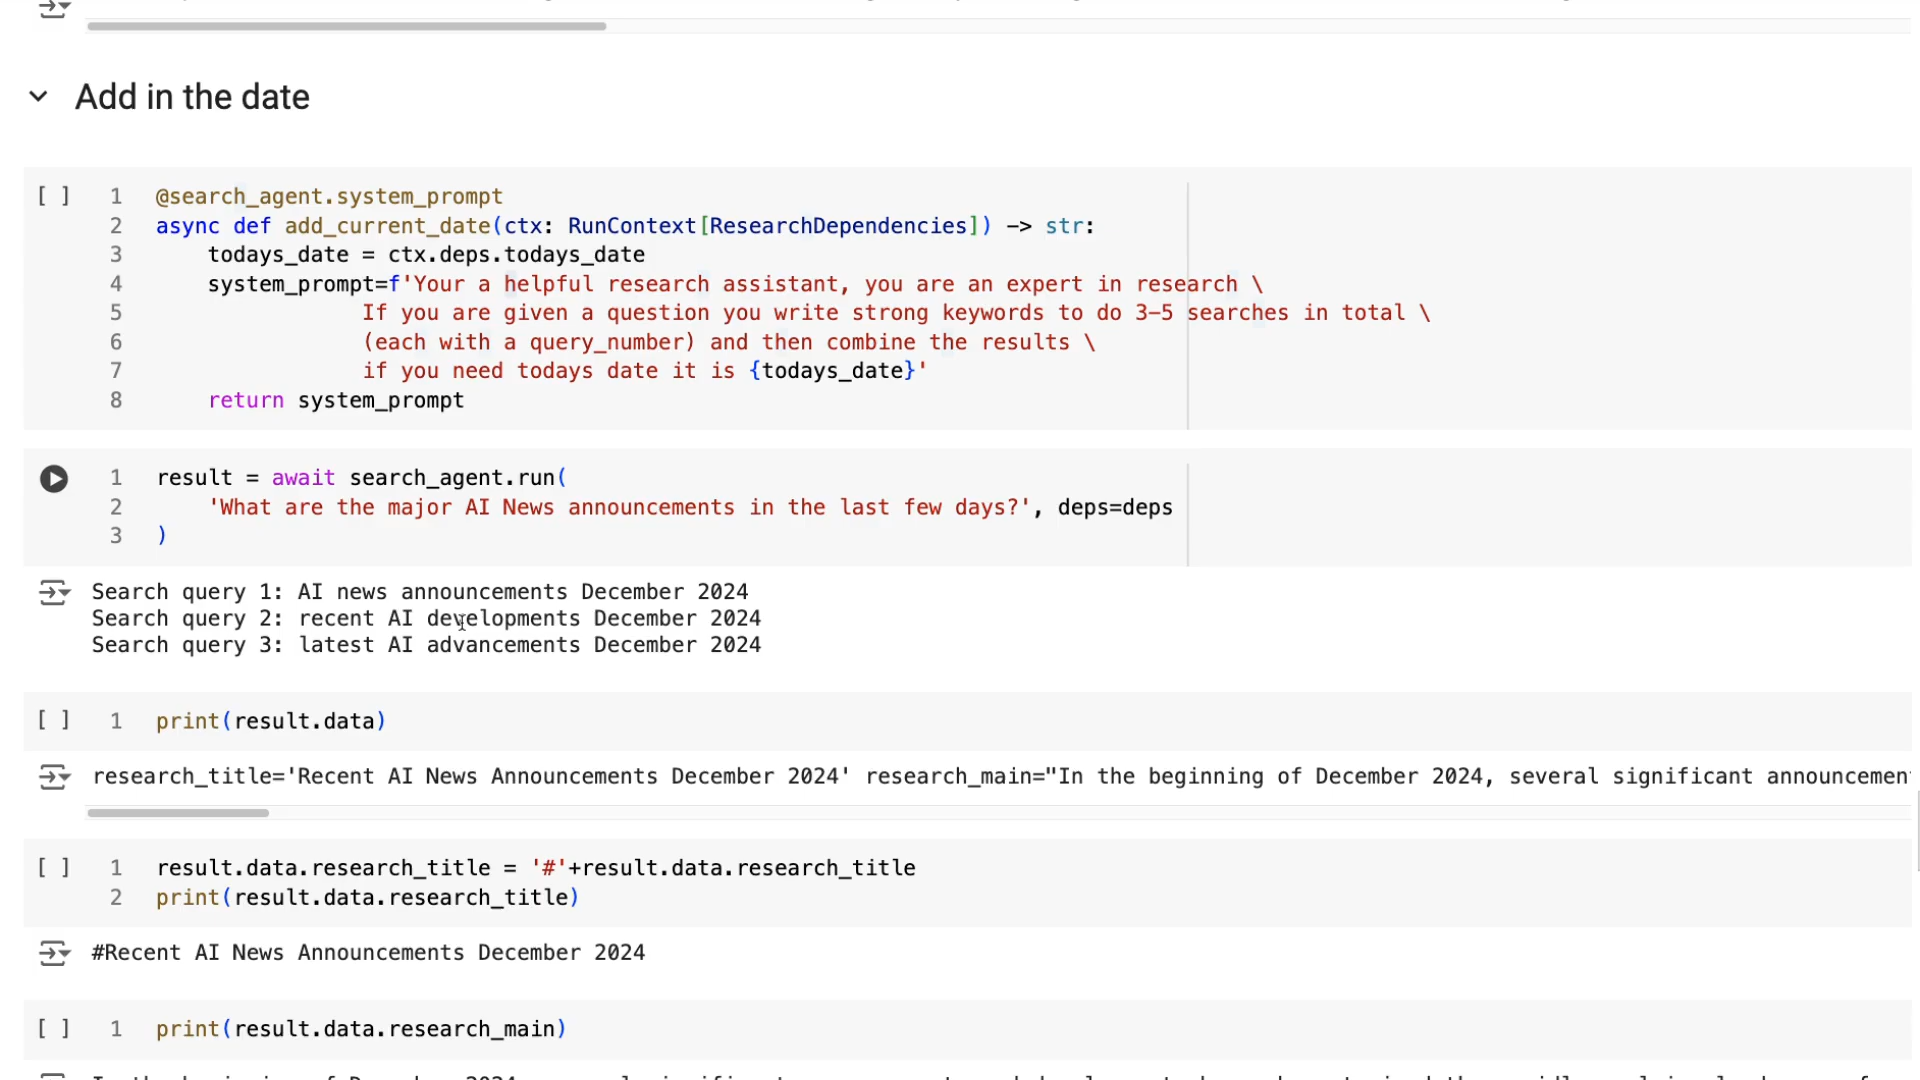 Add in the date
[ ] 1 @search_agent.system_prompt
2 async def add_current_date(ctx: RunContext[ResearchDependencies]) -> str:
3 todays_date = ctx.deps.todays_date
4 system_prompt=f'Your a helpful research assistant, you are an expert in research \
5 If you are given a question you write strong keywords to do 3-5 searches in total \
6 (each with a query_number) and then combine the results \
7 if you need todays date it is {todays_date}'
8 return system_prompt
1 result = await search_agent.run(
2 'What are the major AI News announcements in the last few days?', deps=deps
3 )
Search query 1: AI news announcements December 2024
Search query 2: recent AI developments December 2024
Search query 3: latest AI advancements December 2024
[ ] 1 print(result.data)
research_title='Recent AI News Announcements December 2024' research_main="In the beginning of December 2024, several significant announcemen
[ ] 1 result.data.research_title = '#'+result.data.research_title
2 print(result.data.research_title)
#Recent AI News Announcements December 2024
[ ] 1 print(result.data.research_main)